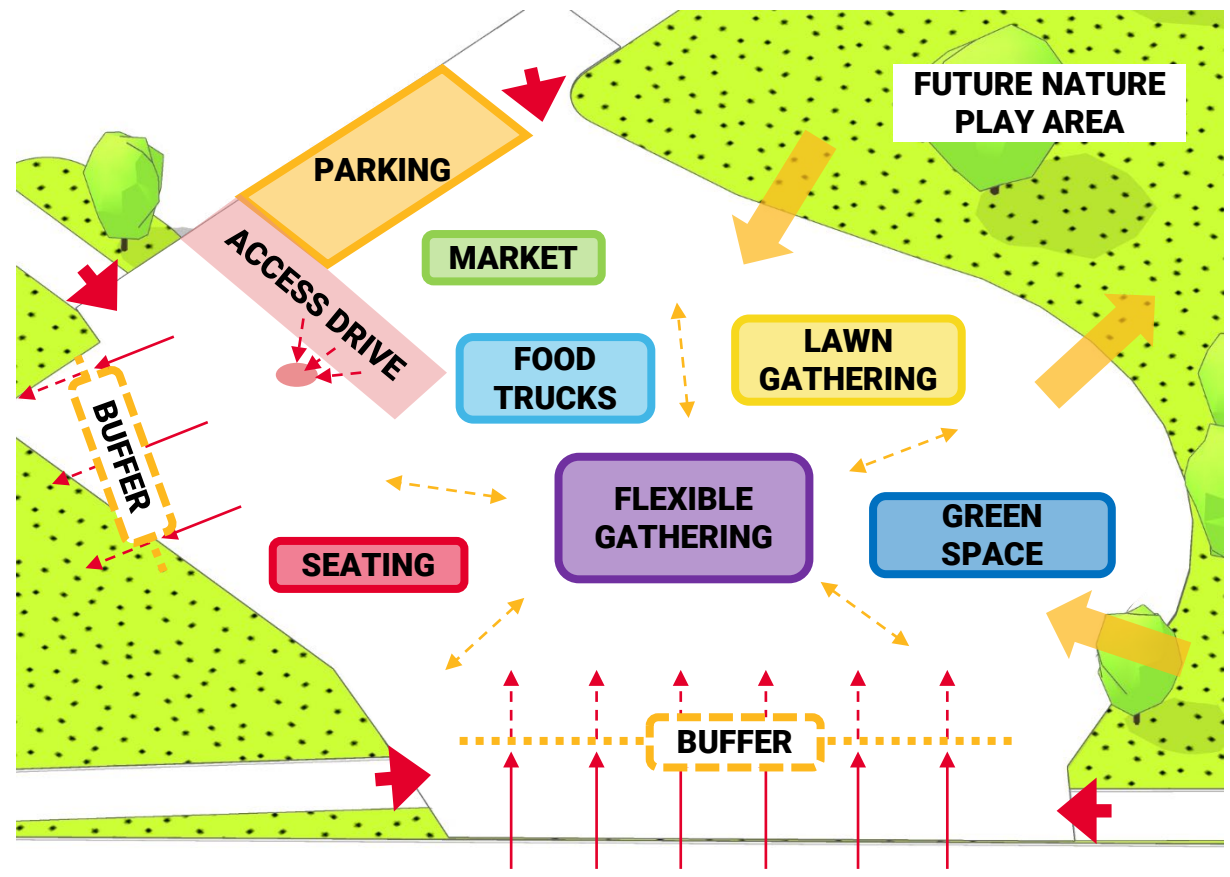 FUTURE NATURE
PLAY AREA
PARKING
ACCESS DRIVE
MARKET
FOOD
TRUCKS
LAWN
GATHERING
BUFFER
FLEXIBLE
GATHERING
GREEN
SPACE
SEATING
BUFFER